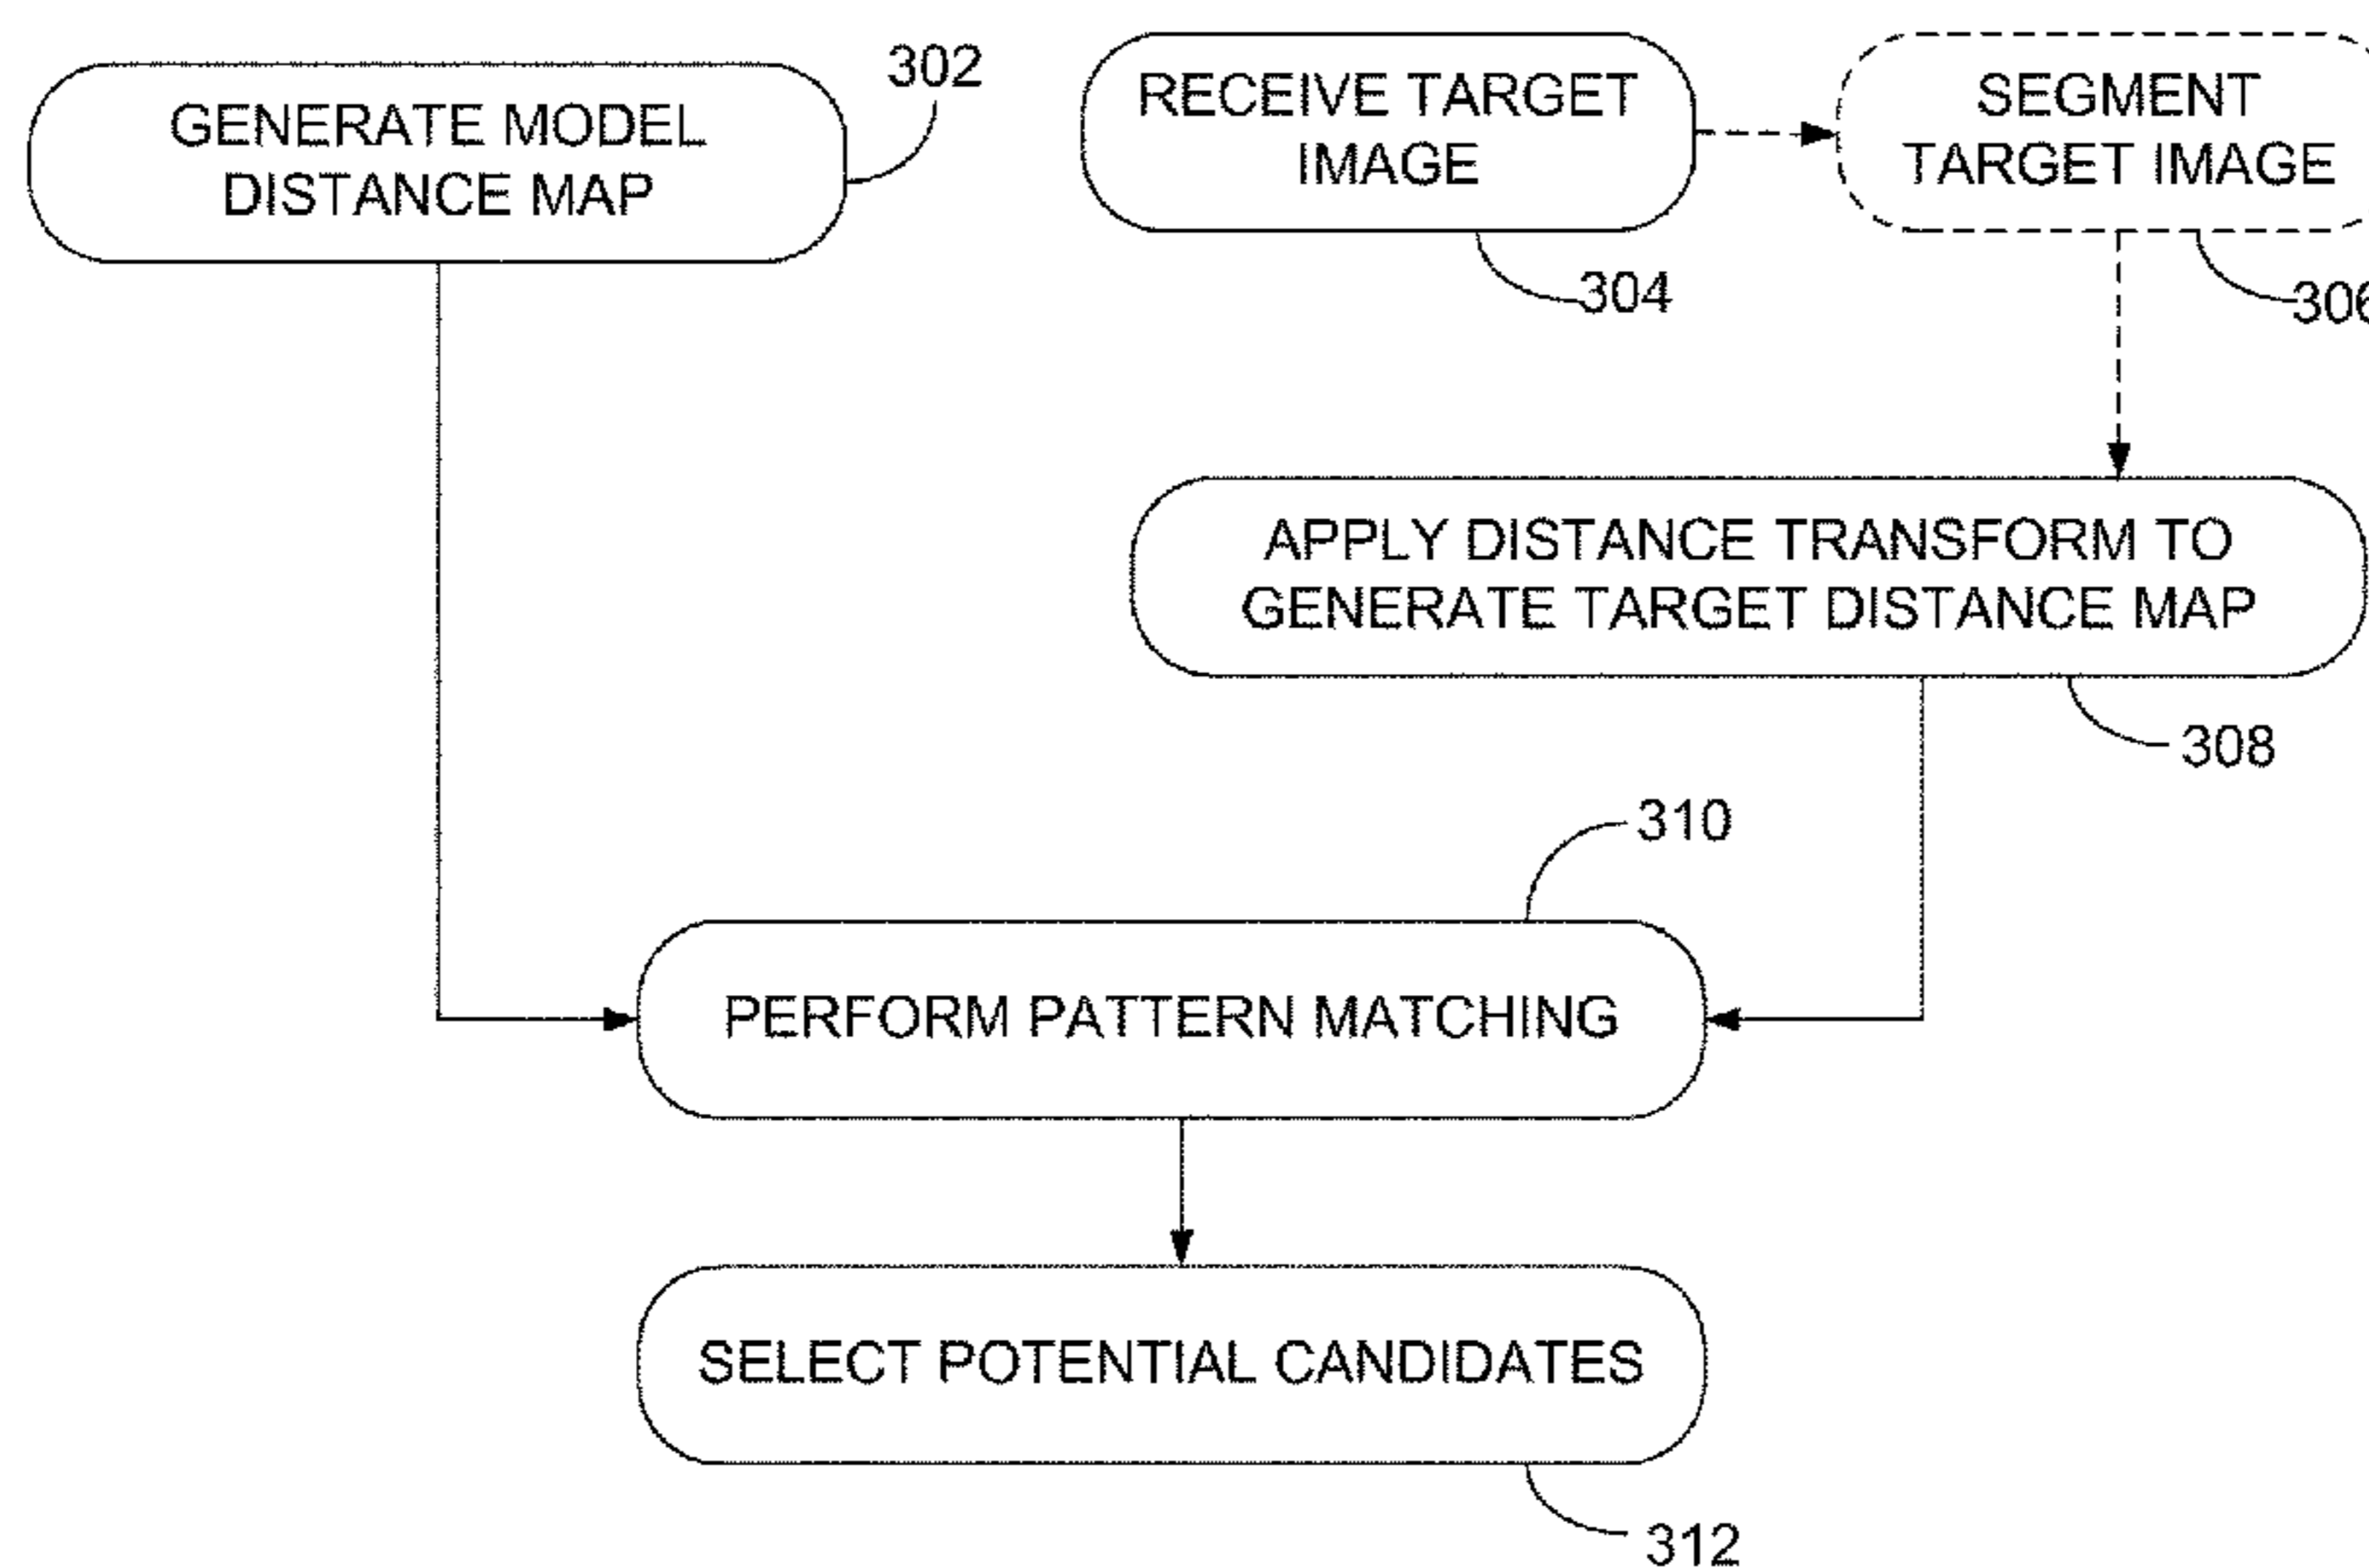 GENERATE MODEL
DISTANCE MAP
302
RECEIVE TARGET
IMAGE
304
SEGMENT
TARGET IMAGE
306
APPLY DISTANCE TRANSFORM TO
GENERATE TARGET DISTANCE MAP
308
310
PERFORM PATTERN MATCHING
SELECT POTENTIAL CANDIDATES
312